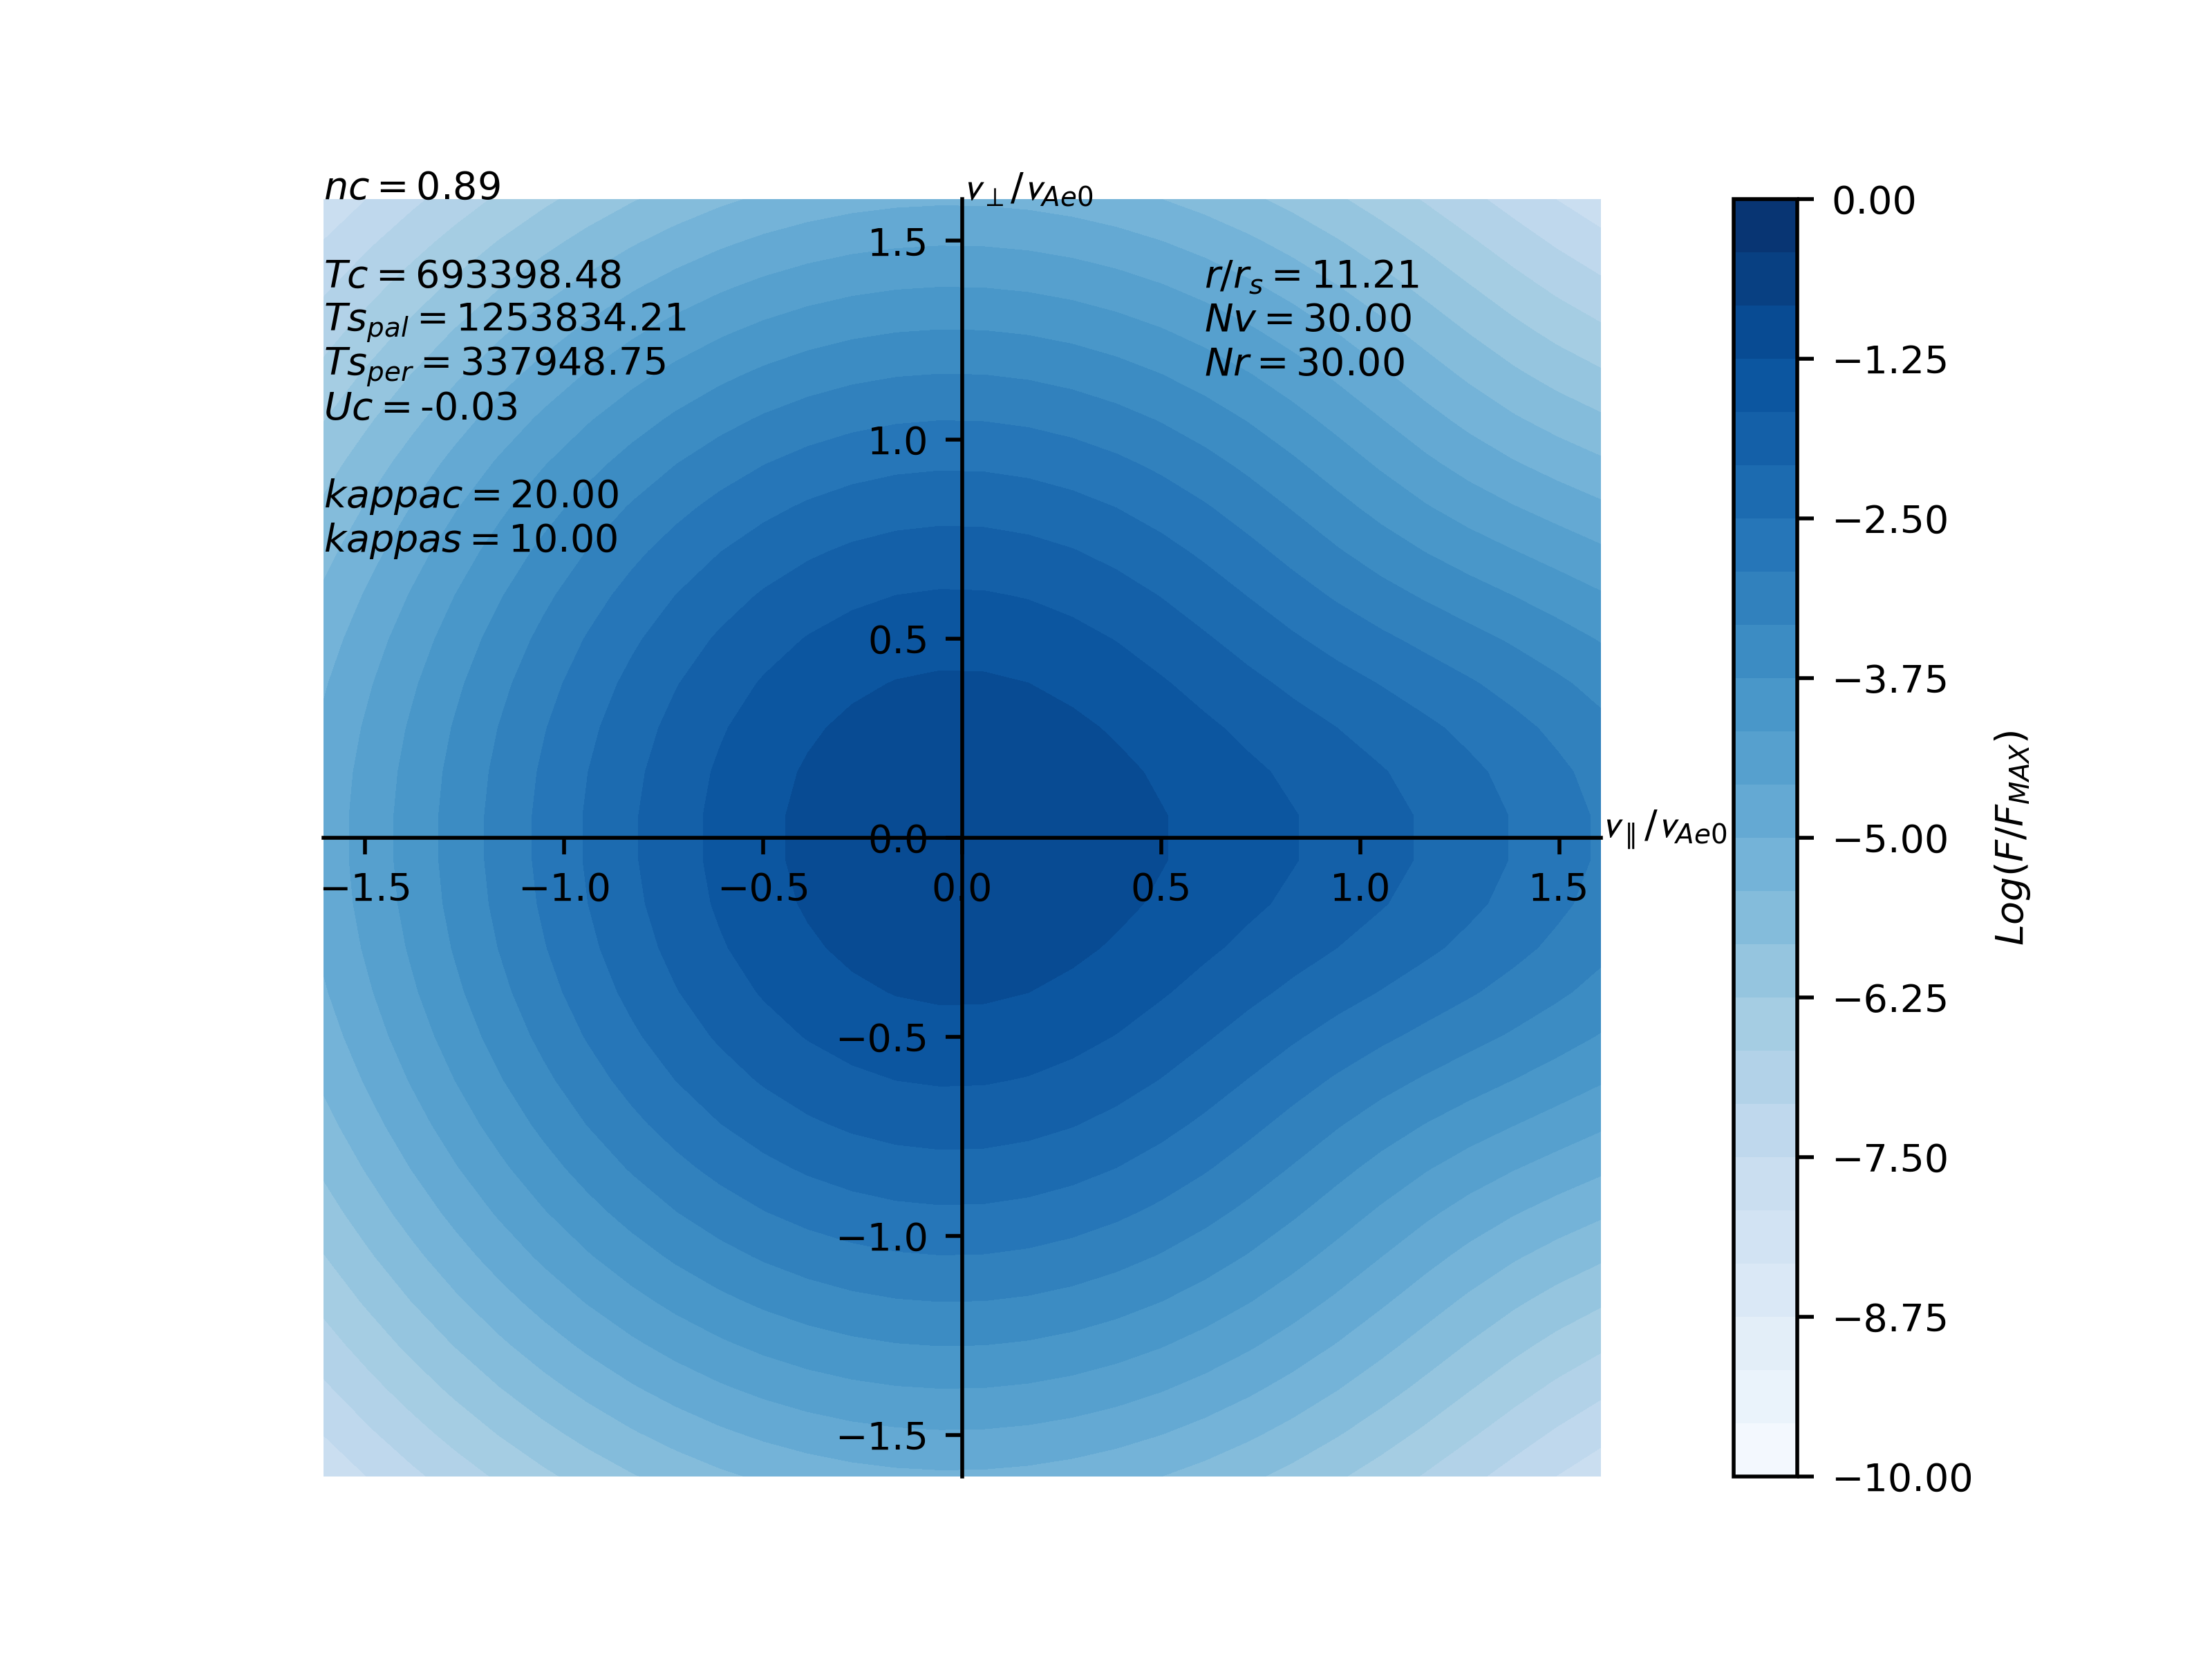 nc = 0.89
v⊥/vAe0
Tc = 693398.48
Tspal = 1253834.21
Tsper = 337948.75
Uc = -0.03
kappac = 20.00
kappas = 10.00
r/rs = 11.21
Nv = 30.00
Nr = 30.00
1.5
1.0
0.5
0.0
−0.5
−1.0
−1.5
−1.5 −1.0 −0.5 0.0 0.5 1.0 1.5
v∥/vAe0
0.00
−1.25
−2.50
−3.75
−5.00
−6.25
−7.50
−8.75
−10.00
Log(F/FMAX)